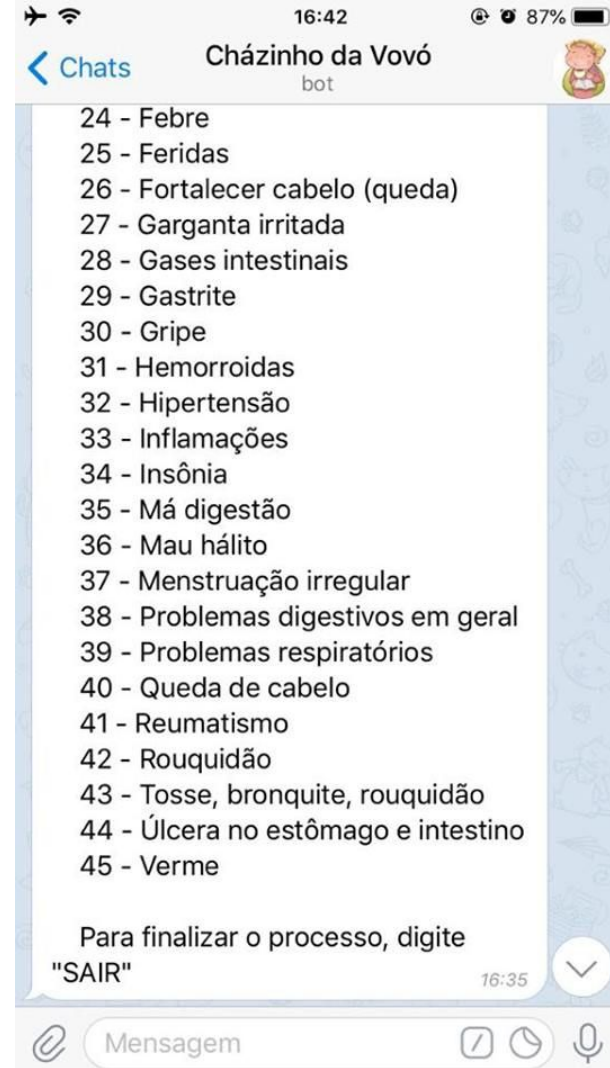 16:42
87%
Chats
Cházinho da Vovó
bot
24 - Febre
25 - Feridas
26 - Fortalecer cabelo (queda)
27 - Garganta irritada
28 - Gases intestinais
29 - Gastrite
30 - Gripe
31 - Hemorroidas
32 - Hipertensão
33 - Inflamações
34 - Insônia
35 - Má digestão
36 - Mau hálito
37 - Menstruação irregular
38 - Problemas digestivos em geral
39 - Problemas respiratórios
40 - Queda de cabelo
41 - Reumatismo
42 - Rouquidão
43 - Tosse, bronquite, rouquidão
44 - Úlcera no estômago e intestino
45 - Verme
Para finalizar o processo, digite
"SAIR"
16:35
Mensagem